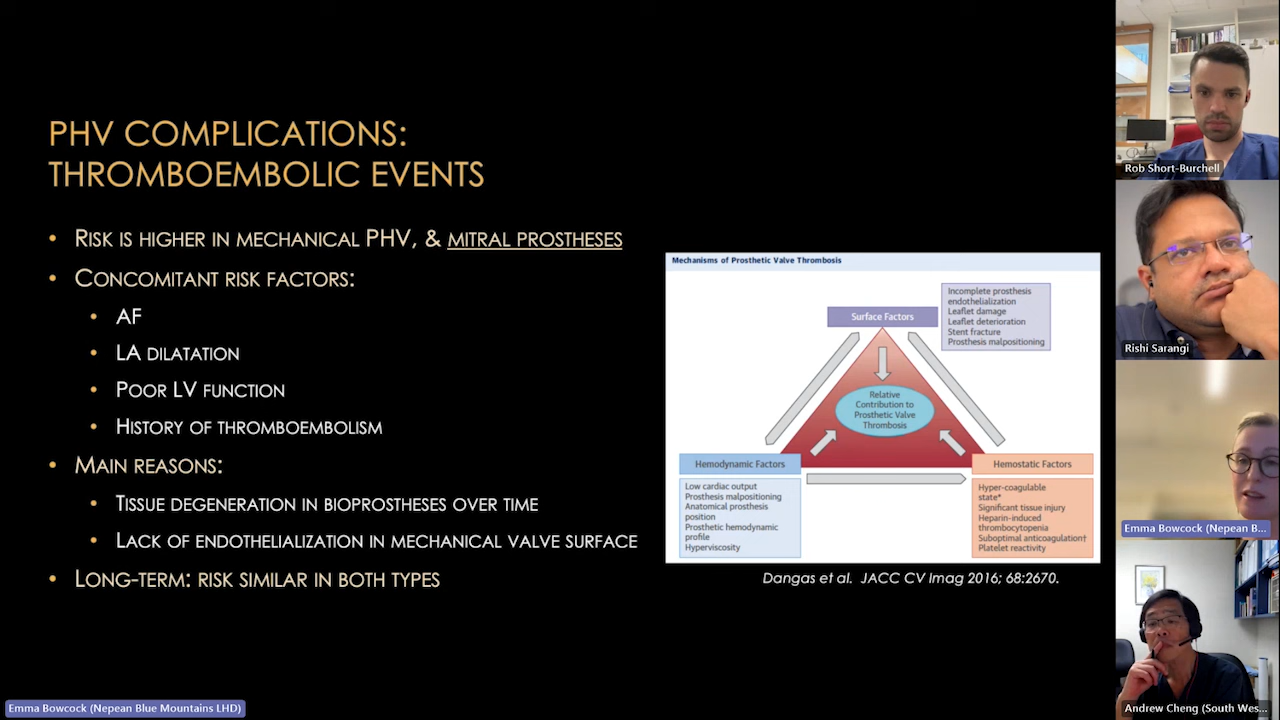 PHV COMPLICATIONS:
THROMBOEMBOLIC EVENTS
• RISK IS HIGHER IN MECHANICAL PHV, & MITRAL PROSTHESES
• CONCOMITANT RISK FACTORS:
• AF
• LA DILATATION
• POOR LV FUNCTION
• HISTORY OF THROMBOEMBOLISM
• MAIN REASONS:
• TISSUE DEGENERATION IN BIOPROSTHESES OVER TIME
• LACK OF ENDOTHELIALIZATION IN MECHANICAL VALVE SURFACE
• LONG-TERM: RISK SIMILAR IN BOTH TYPES
Mechanisms of Prosthetic Valve Thrombosis
Surface Factors
Incomplete prosthesis
endothelialization
Leaflet damage
Leaflet deterioration
Stent fracture
Prosthesis malpositioning
Relative
Contribution to
Prosthetic Valve
Thrombosis
Hemodynamic Factors
Low cardiac output
Prosthesis malpositioning
Anatomical prosthesis
position
Prosthetic hemodynamic
profile
Hyperviscosity
Hemostatic Factors
Hyper-coagulable
state*
Significant tissue injury
Heparin-induced
thrombocytopenia
Suboptimal anticoagulation†
Platelet reactivity
Dangas et al. JACC CV Imag 2016; 68:2670.
Emma Bowcock (Nepean Blue Mountains LHD)
Rob Short-Burchell
Rishi Sarangi
Emma Bowcock (Nepean B...
Andrew Cheng (South Wes...